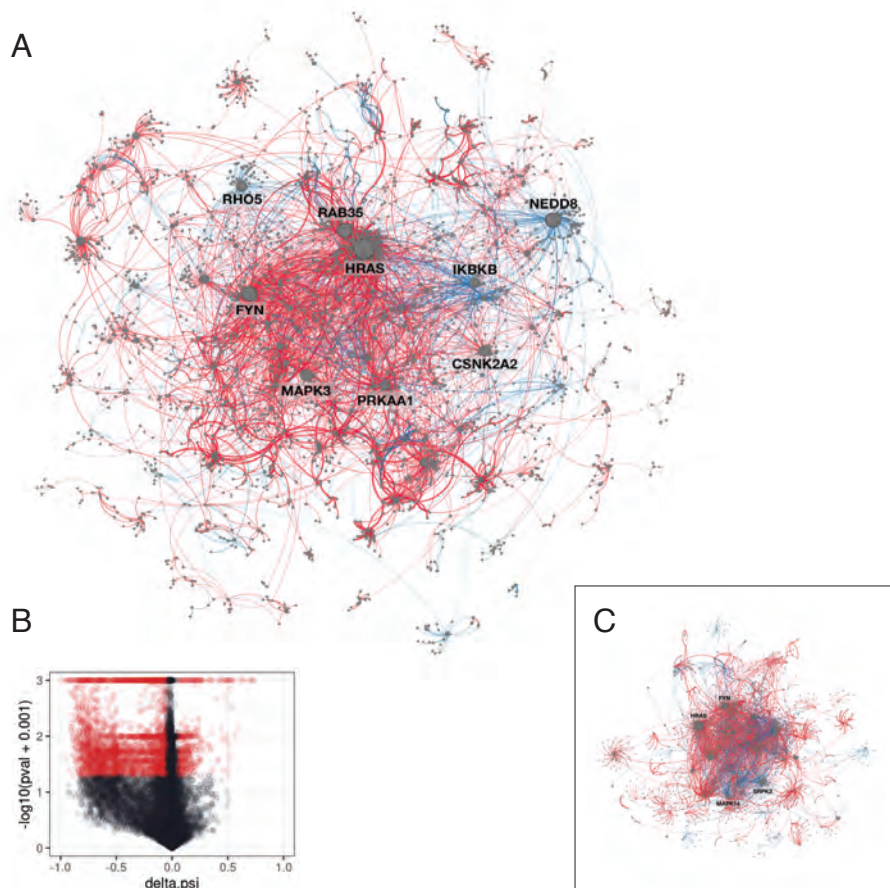 A
RHO5
NEDD8
RAB35
HRAS
IKBKB
FYN
CSNK2A2
MAPK3
PRKAA1
B
3
2
1
0
-log10(pval + 0.001)
-1.0 -0.5 0.0 0.5 1.0
delta.psi
C
FYN
HRAS
SRPK2
MAPK14